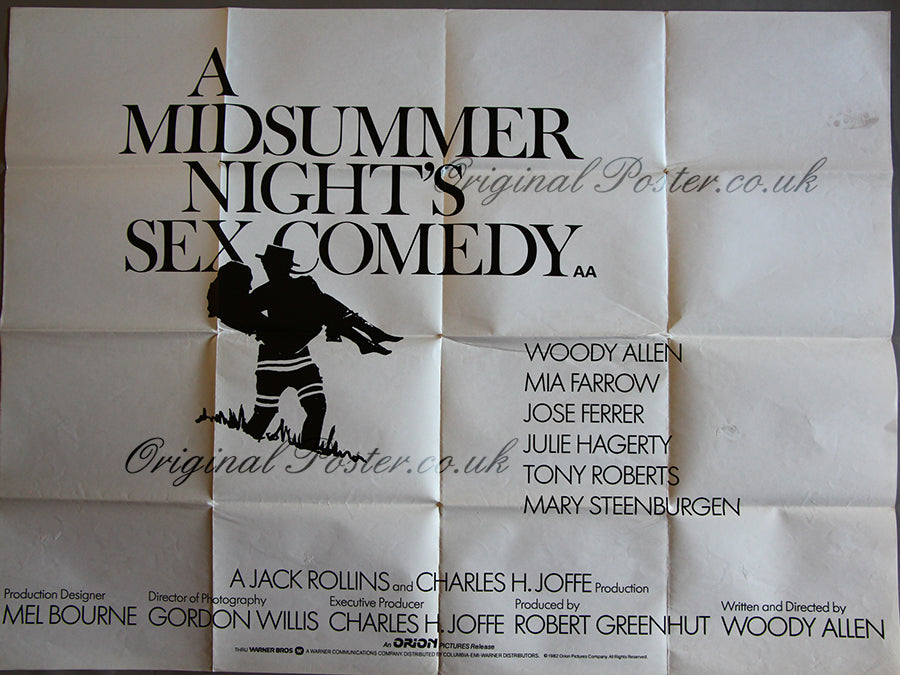 A
MIDSUMMER
NIGHT'S
SEX COMEDY AA
Original Poster.co.uk
WOODY ALLEN
MIA FARROW
JOSE FERRER
JULIE HAGERTY
TONY ROBERTS
MARY STEENBURGEN
Original Poster.co.uk
A JACK ROLLINS and CHARLES H. JOFFE Production
Production Designer
MEL BOURNE
Director of Photography
GORDON WILLIS
Executive Producer
CHARLES H. JOFFE
Produced by
ROBERT GREENHUT
Written and Directed by
WOODY ALLEN
An ORION PICTURES Release
THRU WARNER BROS A WARNER COMMUNICATIONS COMPANY. DISTRIBUTED BY COLUMBIA-EMI-WARNER DISTRIBUTORS. ©1982 Orion Pictures Company. All Rights Reserved.